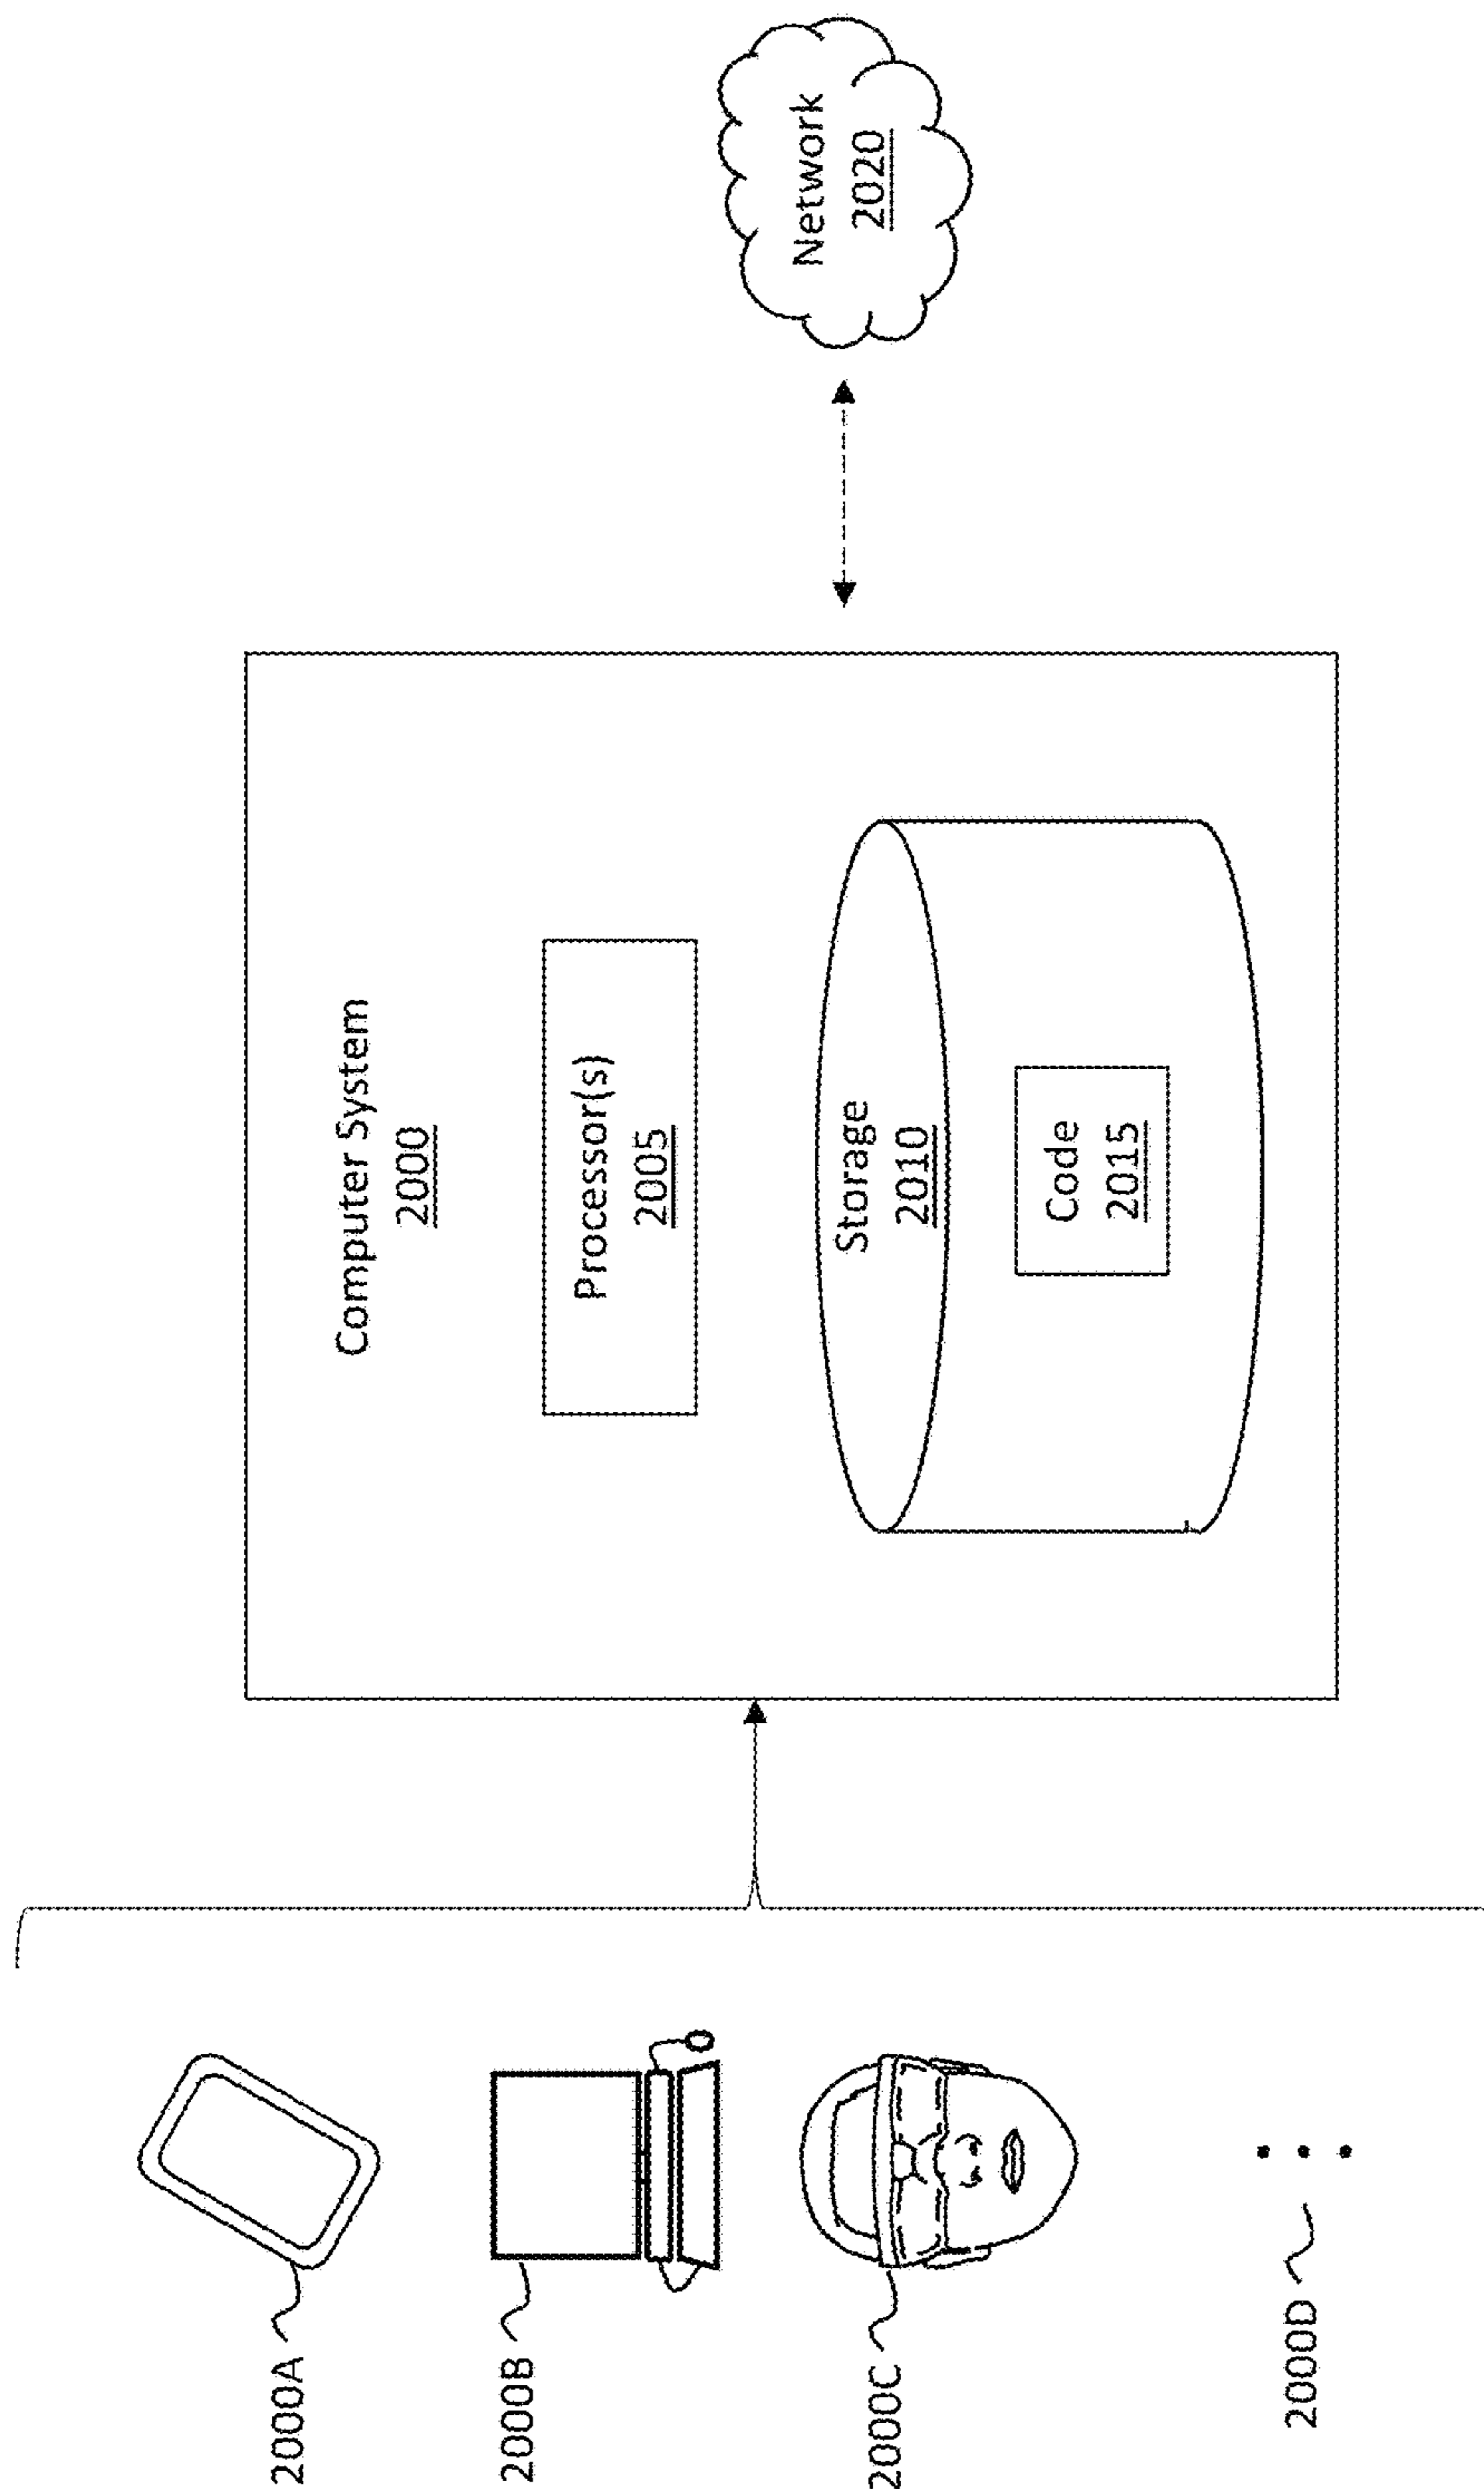 2000A
2000B
2000C
2000D
Computer System
2000
Processor(s)
2005
Storage
2010
Code
2015
Network
2020